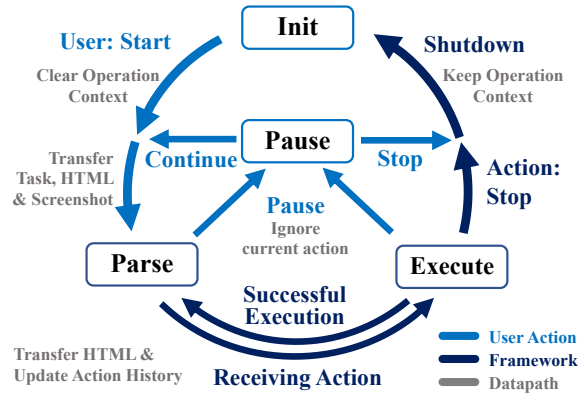 Init
User: Start
Shutdown
Clear Operation
Context
Keep Operation
Context
Pause
Continue
Stop
Transfer
Task, HTML
& Screenshot
Action:
Stop
Pause
Ignore
current action
Parse
Execute
Successful
Execution
Transfer HTML &
Update Action History
Receiving Action
User Action
Framework
Datapath